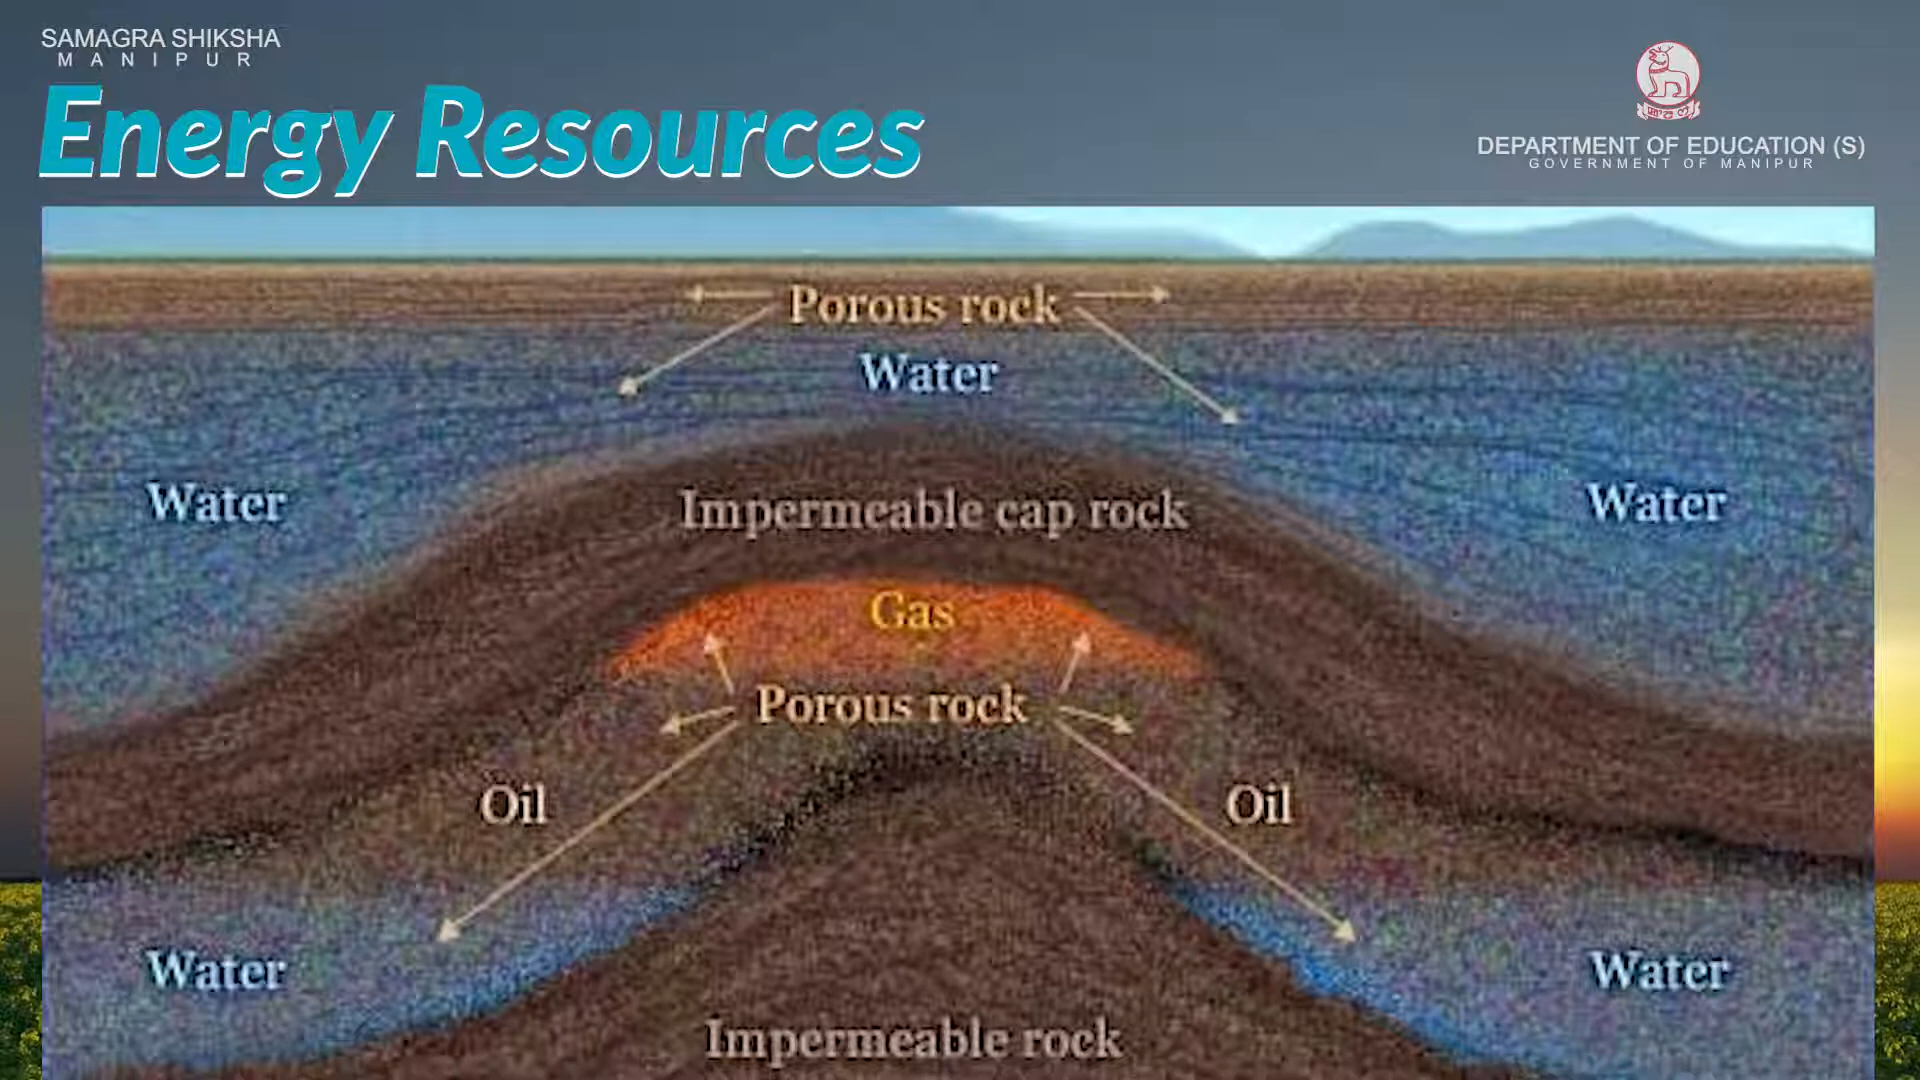 SAMAGRA SHIKSHA
MANIPUR
Energy Resources
DEPARTMENT OF EDUCATION (S)
GOVERNMENT OF MANIPUR
Porous rock
Water
Water
Water
Impermeable cap rock
Gas
Porous rock
Oil
Oil
Water
Water
Impermeable rock